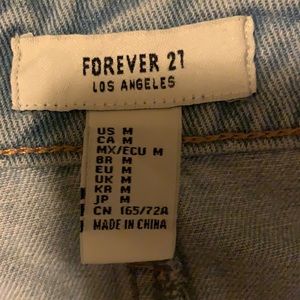 FOREVER 21
LOS ANGELES
US M
CA M
MX/ECU M
BR M
EU M
UK M
KR M
JP M
CN 165/72A
MADE IN CHINA